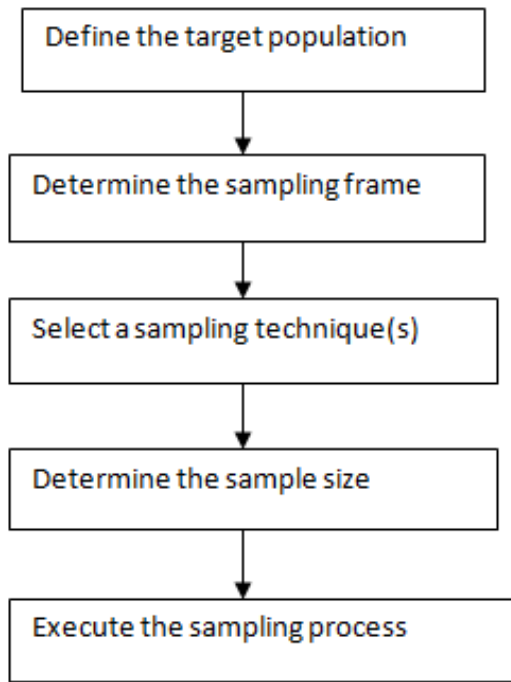 Define the target population
Determine the sampling frame
Select a sampling technique(s)
Determine the sample size
Execute the sampling process